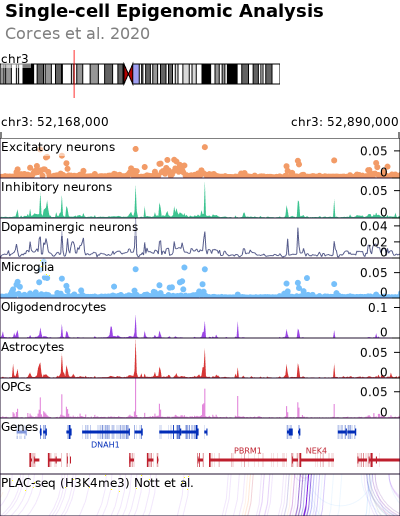 Single-cell Epigenomic Analysis
Corces et al. 2020
chr3
chr3: 52,168,000
chr3: 52,890,000
Excitatory neurons
0.05
0
Inhibitory neurons
0.05
0
Dopaminergic neurons
0.04
0.02
0
Microglia
0.05
0
Oligodendrocytes
0.1
0
Astrocytes
0.05
0
OPCs
0.05
0
Genes
DNAH1
PBRM1
NEK4
PLAC-seq (H3K4me3) Nott et al.